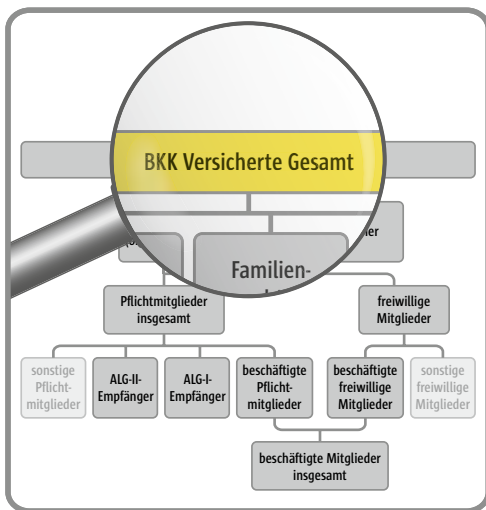 BKK Versicherte Gesamt
Familien-
Pflichtmitglieder
insgesamt
freiwillige
Mitglieder
sonstige
Pflicht-
mitglieder
ALG-II-
Empfänger
ALG-I-
Empfänger
beschäftigte
Pflicht-
mitglieder
beschäftigte
freiwillige
Mitglieder
sonstige
freiwillige
Mitglieder
beschäftigte Mitglieder
insgesamt